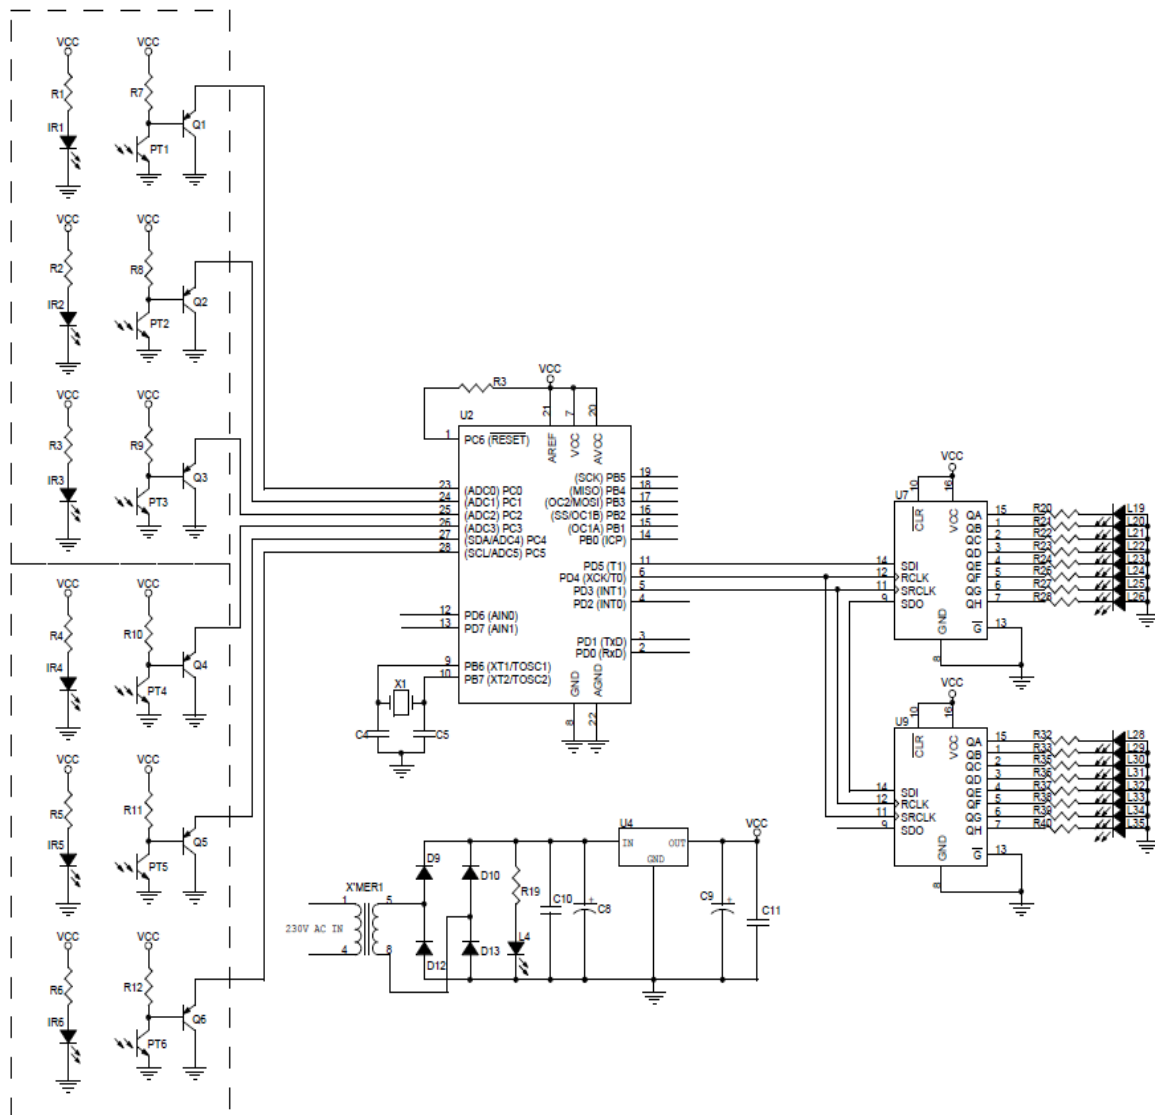 VCC VCC
R1 R7
IR1 Q1
PT1
VCC VCC
R2 R8
IR2 Q2
PT2
VCC VCC
R3 R9
IR3 Q3
PT3
VCC VCC
R4 R10
IR4 Q4
PT4
VCC VCC
R5 R11
IR5 Q5
PT5
VCC VCC
R6 R12
IR6 Q6
PT6
VCC
R3
U2
21 7 20
AREF VCC AVCC
1 PC6 (RESET)
23 (ADC0) PC0
24 (ADC1) PC1
25 (ADC2) PC2
26 (ADC3) PC3
27 (SDA/ADC4) PC4
28 (SCL/ADC5) PC5
12 PD6 (AIN0)
13 PD7 (AIN1)
9 PB6 (XT1/TOSC1)
10 PB7 (XT2/TOSC2)
(SCK) PB5 19
(MISO) PB4 18
(OC2/MOSI) PB3 17
(SS/OC1B) PB2 16
(OC1A) PB1 15
PB0 (ICP) 14
PD5 (T1) 11
PD4 (XCK/T0) 6
PD3 (INT1) 5
PD2 (INT0) 4
PD1 (TxD) 3
PD0 (RxD) 2
GND AGND
8 22
X1
C4 C5
VCC
U7
10 16
CLR VCC
14 SDI
12 RCLK
11 SRCLK
9 SDO
QA 15 R20 L19
QB 1 R21 L20
QC 2 R22 L21
QD 3 R23 L22
QE 4 R24 L23
QF 5 R25 L24
QG 6 R27 L25
QH 7 R28 L26
GND G 13
8
VCC
U9
10 16
CLR VCC
14 SDI
12 RCLK
11 SRCLK
9 SDO
QA 15 R32 L28
QB 1 R33 L29
QC 2 R35 L30
QD 3 R36 L31
QE 4 R37 L32
QF 5 R38 L33
QG 6 R39 L34
QH 7 R40 L35
GND G 13
8
X'MER1
230V AC IN
1 5
4 8
D9 D10
D12 D13
R19
L4
C10 C8
U4
IN OUT
GND
VCC
C9 C11